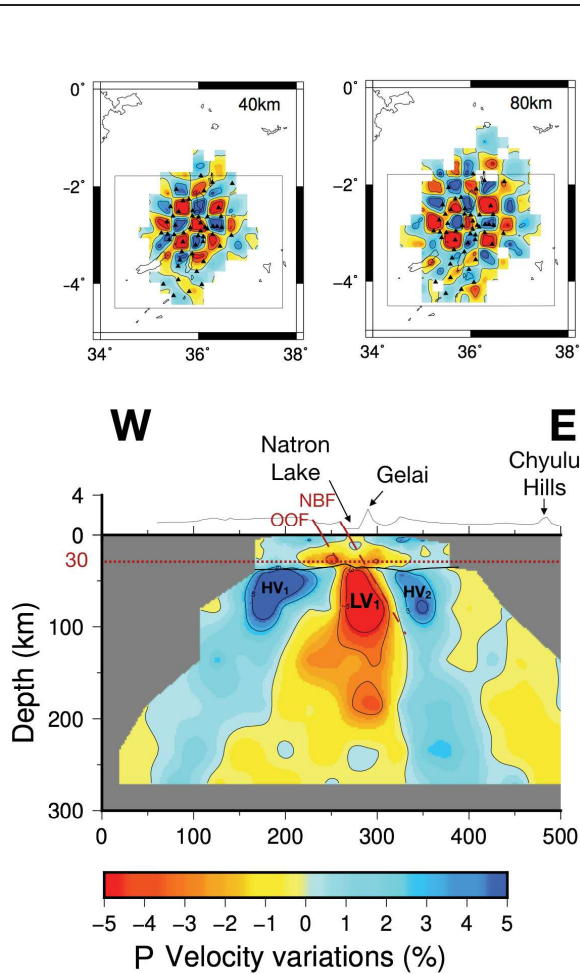 40km
80km
0°
−2°
−4°
34°
36°
38°
0°
−2°
−4°
34°
36°
38°
W
E
Natron
Lake
Gelai
Chyulu
Hills
NBF
OOF
4
0
30
100
200
300
Depth (km)
HV1
LV1
HV2
0
100
200
300
400
500
−5 −4 −3 −2 −1 0 1 2 3 4 5
P Velocity variations (%)